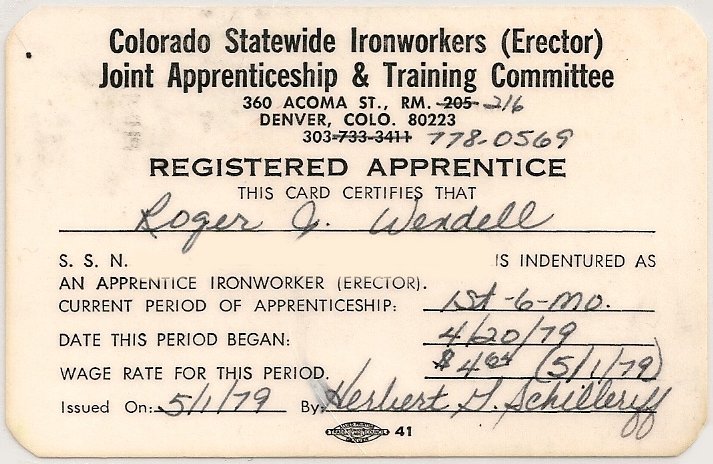 Colorado Statewide Ironworkers (Erector)
Joint Apprenticeship & Training Committee
360 ACOMA ST., RM. 205 216
DENVER, COLO. 80223
303-733-3411 778-0569
REGISTERED APPRENTICE
THIS CARD CERTIFIES THAT
Roger J. Wendell
S. S. N. IS INDENTURED AS
AN APPRENTICE IRONWORKER (ERECTOR).
CURRENT PERIOD OF APPRENTICESHIP: 1st-6-mo.
DATE THIS PERIOD BEGAN: 4/20/79
WAGE RATE FOR THIS PERIOD. (5/1/79)
Issued On: 5/1/79 By: Herbert
41